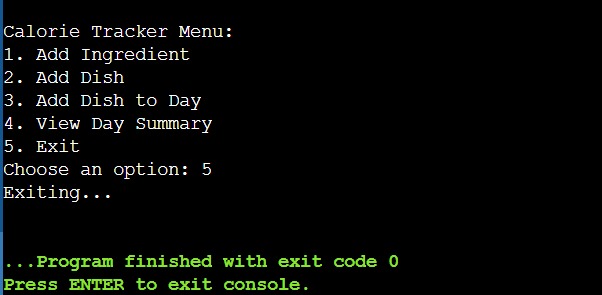 Calorie Tracker Menu:
1. Add Ingredient
2. Add Dish
3. Add Dish to Day
4. View Day Summary
5. Exit
Choose an option: 5
Exiting...
...Program finished with exit code 0
Press ENTER to exit console.